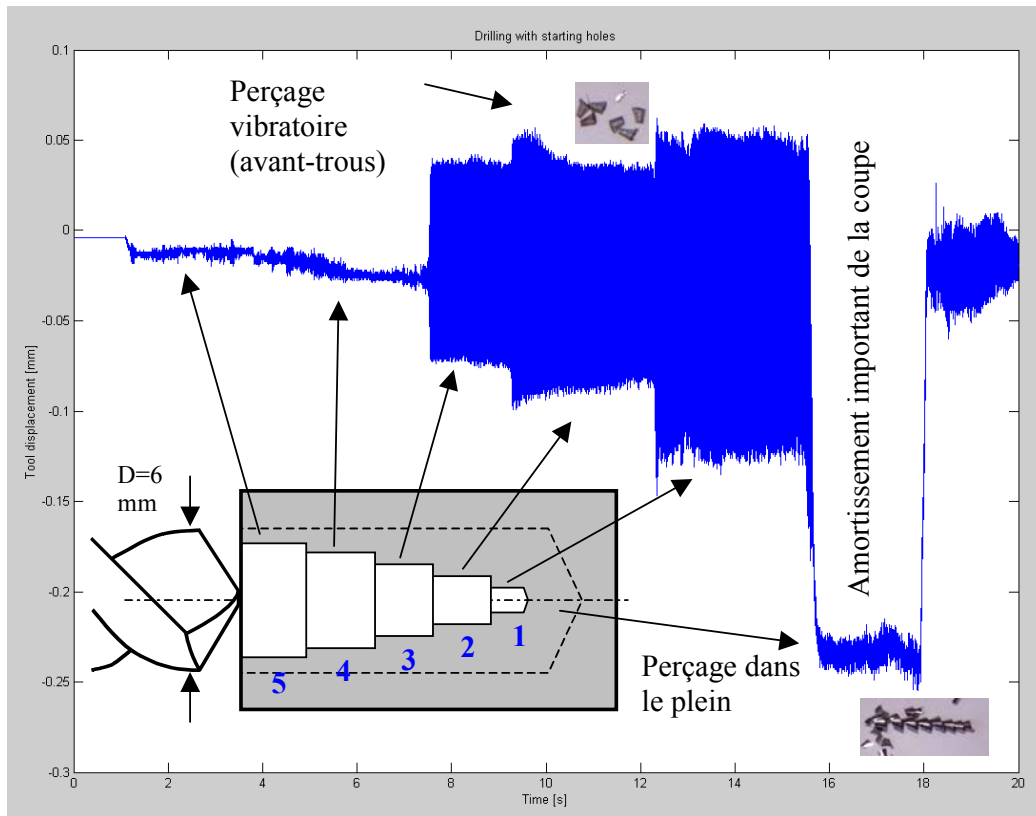 Drilling with starting holes
0.1
0.05
0
-0.05
-0.1
-0.15
-0.2
-0.25
-0.3
Tool displacement [mm]
Perçage
vibratoire
(avant-trous)
Amortissement important de la coupe
D=6
mm
5
4
3
2
1
Perçage dans
le plein
0
2
4
6
8
10
12
14
16
18
20
Time [s]